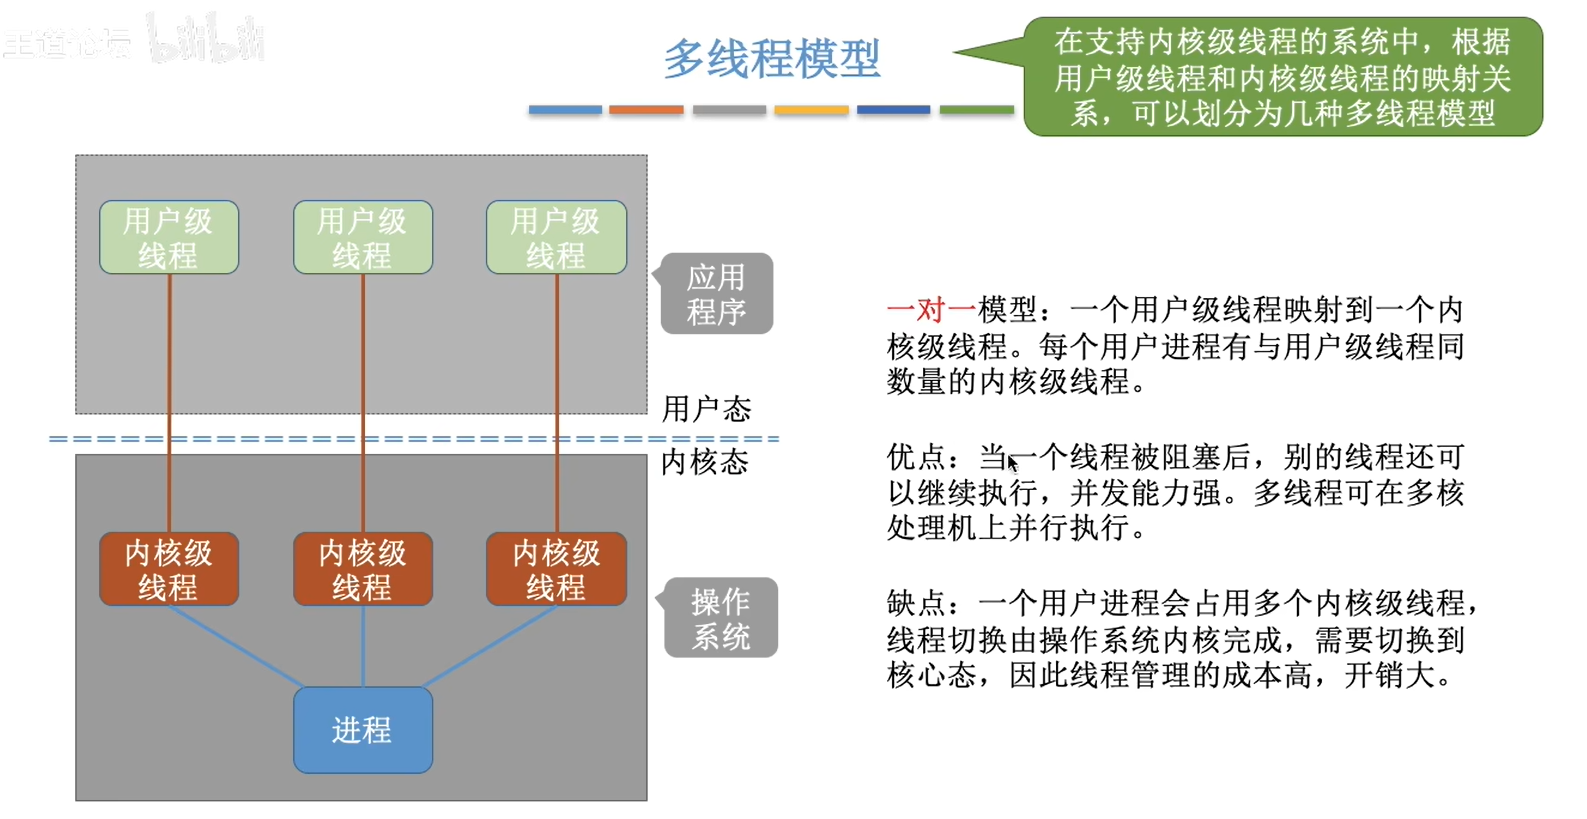 王道论坛 bilibili
多线程模型
在支持内核级线程的系统中，根据
用户级线程和内核级线程的映射关
系，可以划分为几种多线程模型
用户级
线程
用户级
线程
用户级
线程
应用
程序
用户态
内核态
内核级
线程
内核级
线程
内核级
线程
操作
系统
进程
一对一模型：一个用户级线程映射到一个内
核级线程。每个用户进程有与用户级线程同
数量的内核级线程。
优点：当一个线程被阻塞后，别的线程还可
以继续执行，并发能力强。多线程可在多核
处理机上并行执行。
缺点：一个用户进程会占用多个内核级线程，
线程切换由操作系统内核完成，需要切换到
核心态，因此线程管理的成本高，开销大。